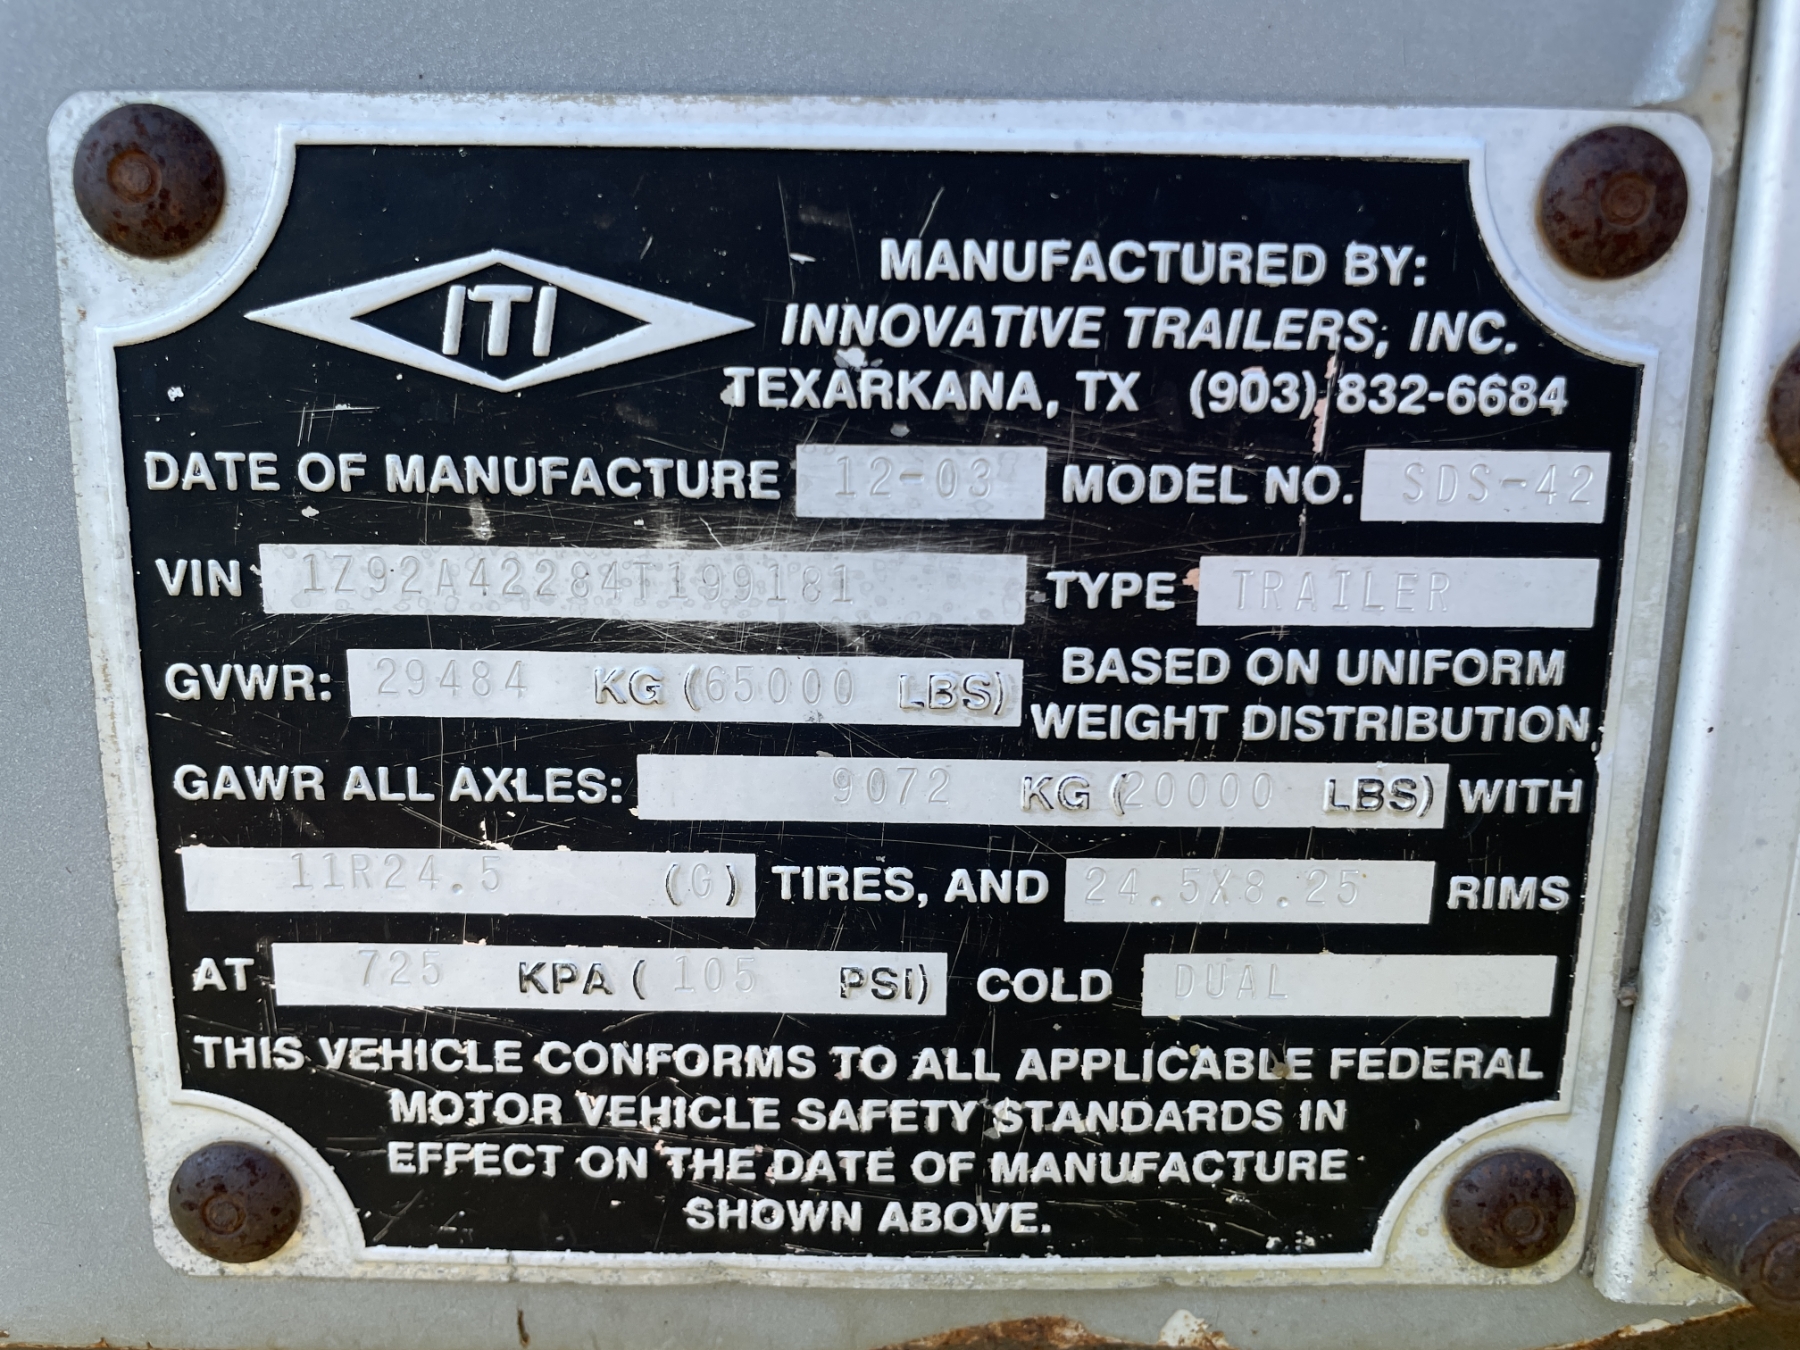 ITI
MANUFACTURED BY:
INNOVATIVE TRAILERS, INC.
TEXARKANA, TX (903) 832-6684
DATE OF MANUFACTURE 12-03 MODEL NO. SDS-42
VIN 1Z92A42284T199181 TYPE TRAILER
GVWR: 29484 KG (65000 LBS) BASED ON UNIFORM
WEIGHT DISTRIBUTION
GAWR ALL AXLES: 9072 KG (20000 LBS) WITH
11R24.5 (G) TIRES, AND 24.5X8.25 RIMS
AT 725 KPA ( 105 PSI) COLD DUAL
THIS VEHICLE CONFORMS TO ALL APPLICABLE FEDERAL
MOTOR VEHICLE SAFETY STANDARDS IN
EFFECT ON THE DATE OF MANUFACTURE
SHOWN ABOVE.